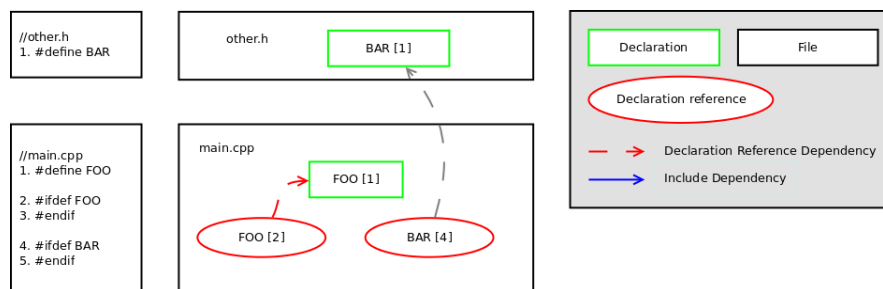 //other.h
1. #define BAR
other.h
BAR [1]
//main.cpp
1. #define FOO
2. #ifdef FOO
3. #endif
4. #ifdef BAR
5. #endif
main.cpp
FOO [1]
FOO [2]
BAR [4]
Declaration
File
Declaration reference
Declaration Reference Dependency
Include Dependency